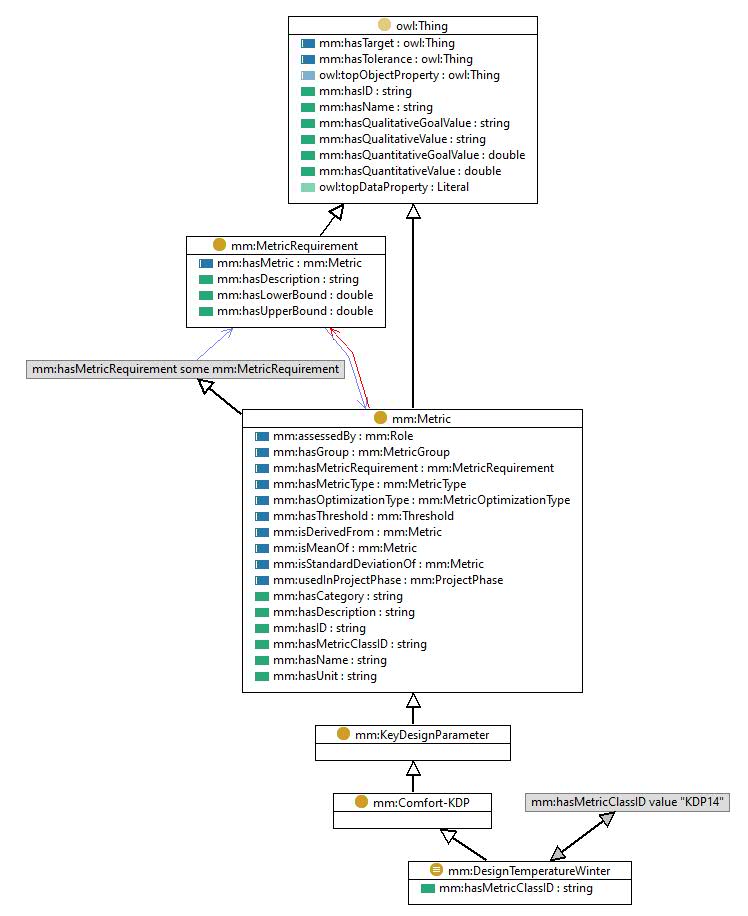 owl:Thing
mm:hasTarget : owl:Thing
mm:hasTolerance : owl:Thing
owl:topObjectProperty : owl:Thing
mm:hasID : string
mm:hasName : string
mm:hasQualitativeGoalValue : string
mm:hasQualitativeValue : string
mm:hasQuantitativeGoalValue : double
mm:hasQuantitativeValue : double
owl:topDataProperty : Literal
mm:MetricRequirement
mm:hasMetric : mm:Metric
mm:hasDescription : string
mm:hasLowerBound : double
mm:hasUpperBound : double
mm:hasMetricRequirement some mm:MetricRequirement
mm:Metric
mm:assessedBy : mm:Role
mm:hasGroup : mm:MetricGroup
mm:hasMetricRequirement : mm:MetricRequirement
mm:hasMetricType : mm:MetricType
mm:hasOptimizationType : mm:MetricOptimizationType
mm:hasThreshold : mm:Threshold
mm:isDerivedFrom : mm:Metric
mm:isMeanOf : mm:Metric
mm:isStandardDeviationOf : mm:Metric
mm:usedInProjectPhase : mm:ProjectPhase
mm:hasCategory : string
mm:hasDescription : string
mm:hasID : string
mm:hasMetricClassID : string
mm:hasName : string
mm:hasUnit : string
mm:KeyDesignParameter
mm:Comfort-KDP
mm:hasMetricClassID value "KDP14"
mm:DesignTemperatureWinter
mm:hasMetricClassID : string